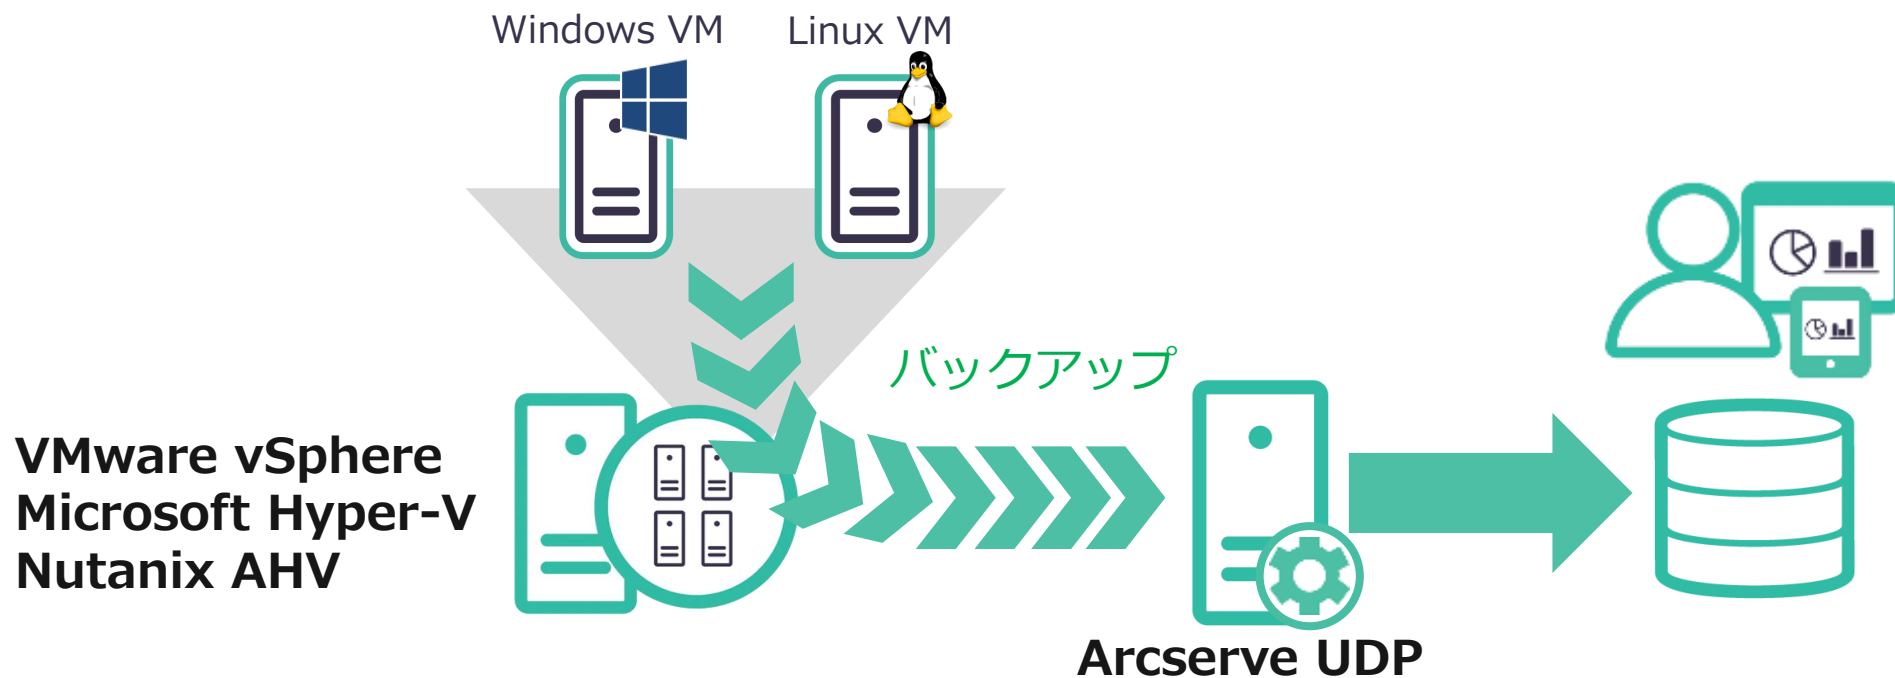 Windows VM
Linux VM
バックアップ
VMware vSphere
Microsoft Hyper-V
Nutanix AHV
Arcserve UDP